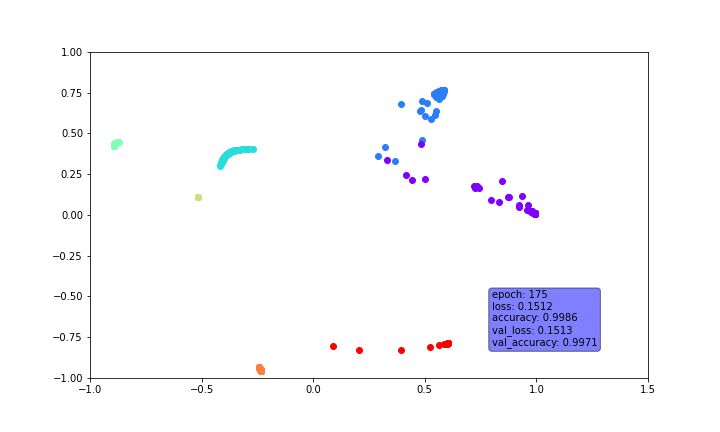 1.00
0.75
0.50
0.25
0.00
−0.25
−0.50
−0.75
−1.00
epoch: 175
loss: 0.1512
accuracy: 0.9986
val_loss: 0.1513
val_accuracy: 0.9971
−1.0 −0.5 0.0 0.5 1.0 1.5